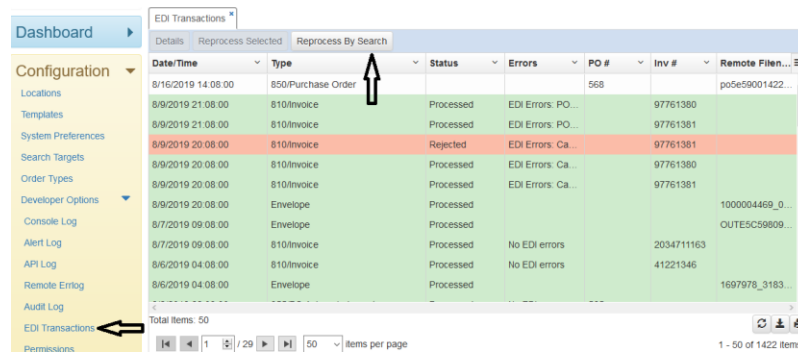 EDI Transactions ×
Dashboard
Details Reprocess Selected Reprocess By Search
Configuration
Date/Time Type Status Errors PO # Inv # Remote Filen...
Locations
8/16/2019 14:08:00 850/Purchase Order 568 po5e59001422...
Templates
8/9/2019 21:08:00 810/Invoice Processed EDI Errors: PO... 97761380
8/9/2019 21:08:00 810/Invoice Processed EDI Errors: PO... 97761381
System Preferences
8/9/2019 20:08:00 810/Invoice Rejected EDI Errors: Ca... 97761381
Search Targets
8/9/2019 20:08:00 810/Invoice Processed EDI Errors: Ca... 97761380
Order Types
8/9/2019 20:08:00 810/Invoice Processed EDI Errors: Ca... 97761381
Developer Options
8/9/2019 20:08:00 Envelope Processed 1000004469_0...
Console Log
8/7/2019 09:08:00 Envelope Processed OUTE5C59809...
Alert Log
8/7/2019 09:08:00 810/Invoice Processed No EDI errors 2034711163
API Log
8/6/2019 04:08:00 810/Invoice Processed No EDI errors 41221346
Remote Errlog
8/6/2019 04:08:00 Envelope Processed 1697978_3183...
Audit Log
EDI Transactions
Total Items: 50
Permissions
1 / 29 50 items per page 1 - 50 of 1422 items